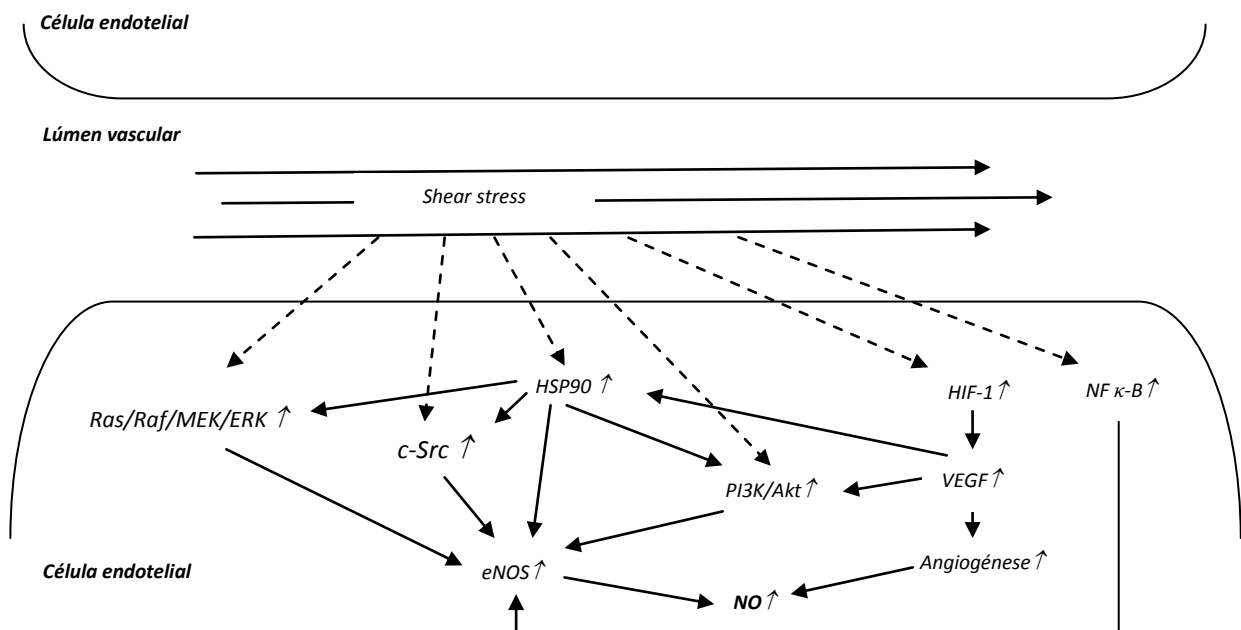 Célula endotelial
Lúmen vascular
Shear stress
HSP90 ↑
HIF-1 ↑
NF κ-B ↑
Ras/Raf/MEK/ERK ↑
c-Src ↑
PI3K/Akt ↑
VEGF ↑
Célula endotelial
eNOS ↑
Angiogénese ↑
NO ↑